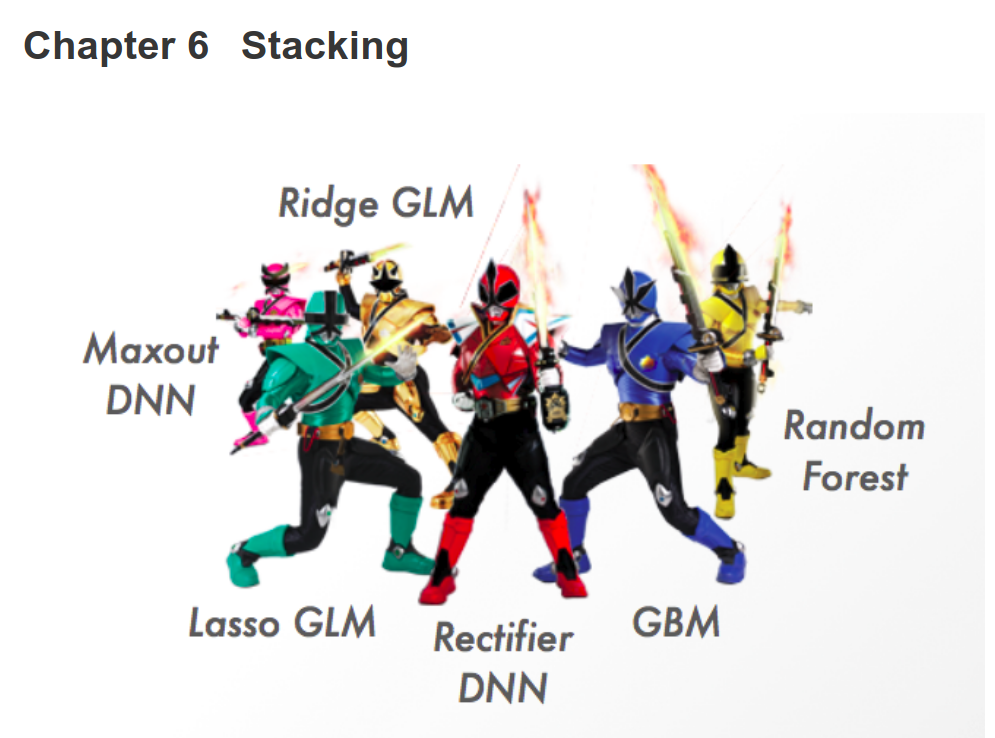 Chapter 6 Stacking
Ridge GLM
Maxout
DNN
Random
Forest
Lasso GLM
Rectifier
DNN
GBM